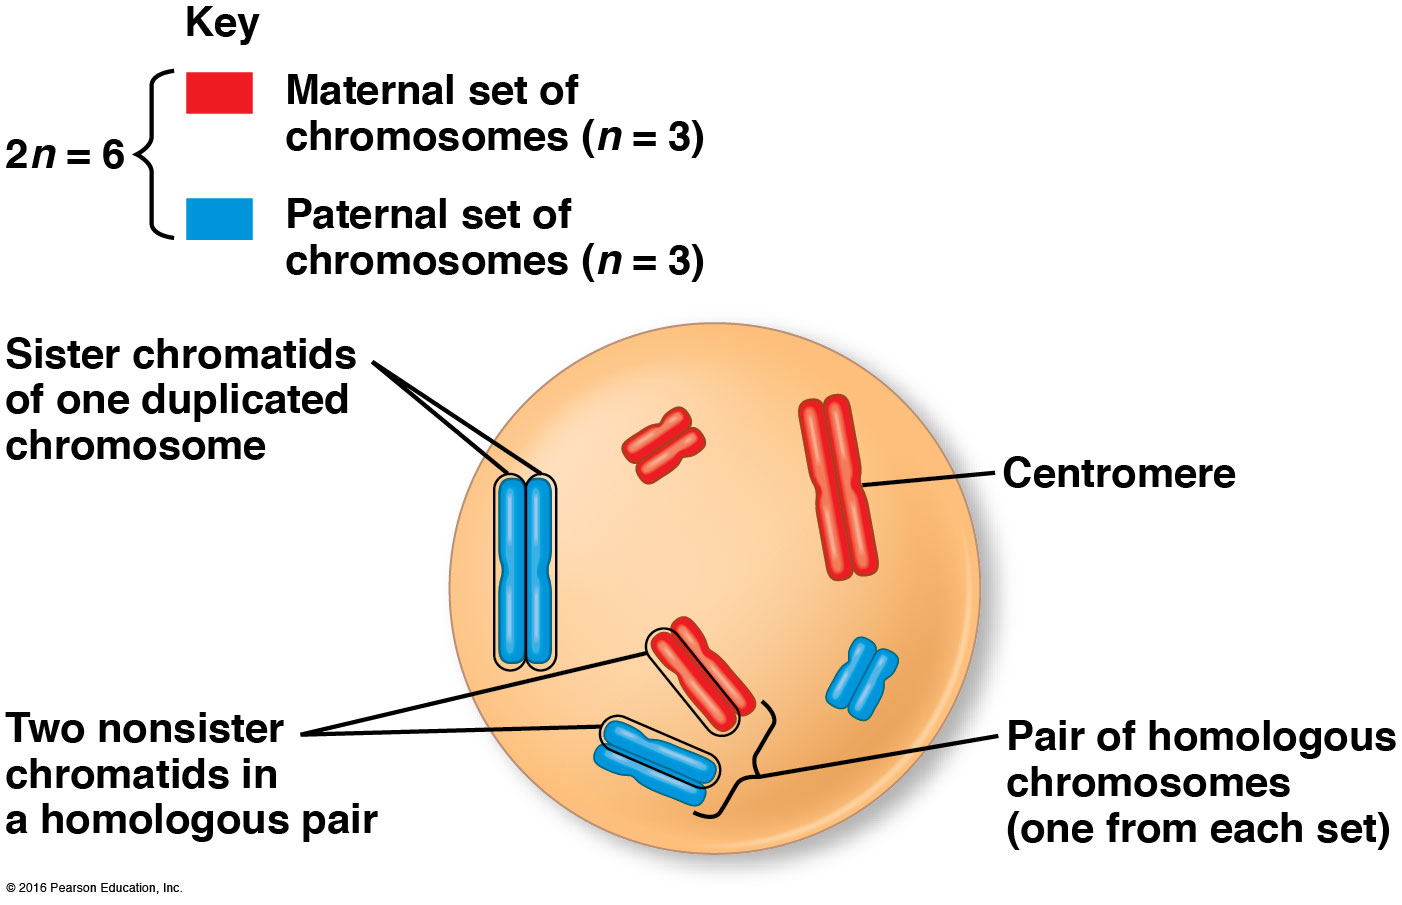 Key
2n = 6
Maternal set of
chromosomes (n = 3)
Paternal set of
chromosomes (n = 3)
Sister chromatids
of one duplicated
chromosome
Centromere
Two nonsister
chromatids in
a homologous pair
Pair of homologous
chromosomes
(one from each set)
© 2016 Pearson Education, Inc.